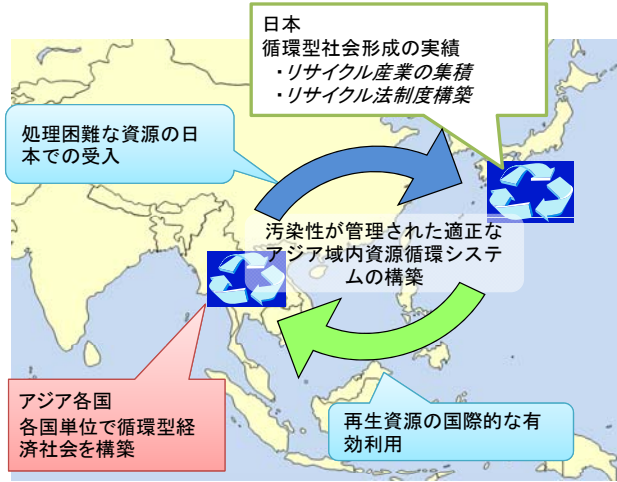 日本
循環型社会形成の実績
・リサイクル産業の集積
・リサイクル法制度構築
処理困難な資源の日
本での受入
汚染性が管理された適正な
アジア域内資源循環システ
ムの構築
アジア各国
各国単位で循環型経
済社会を構築
再生資源の国際的な有
効利用